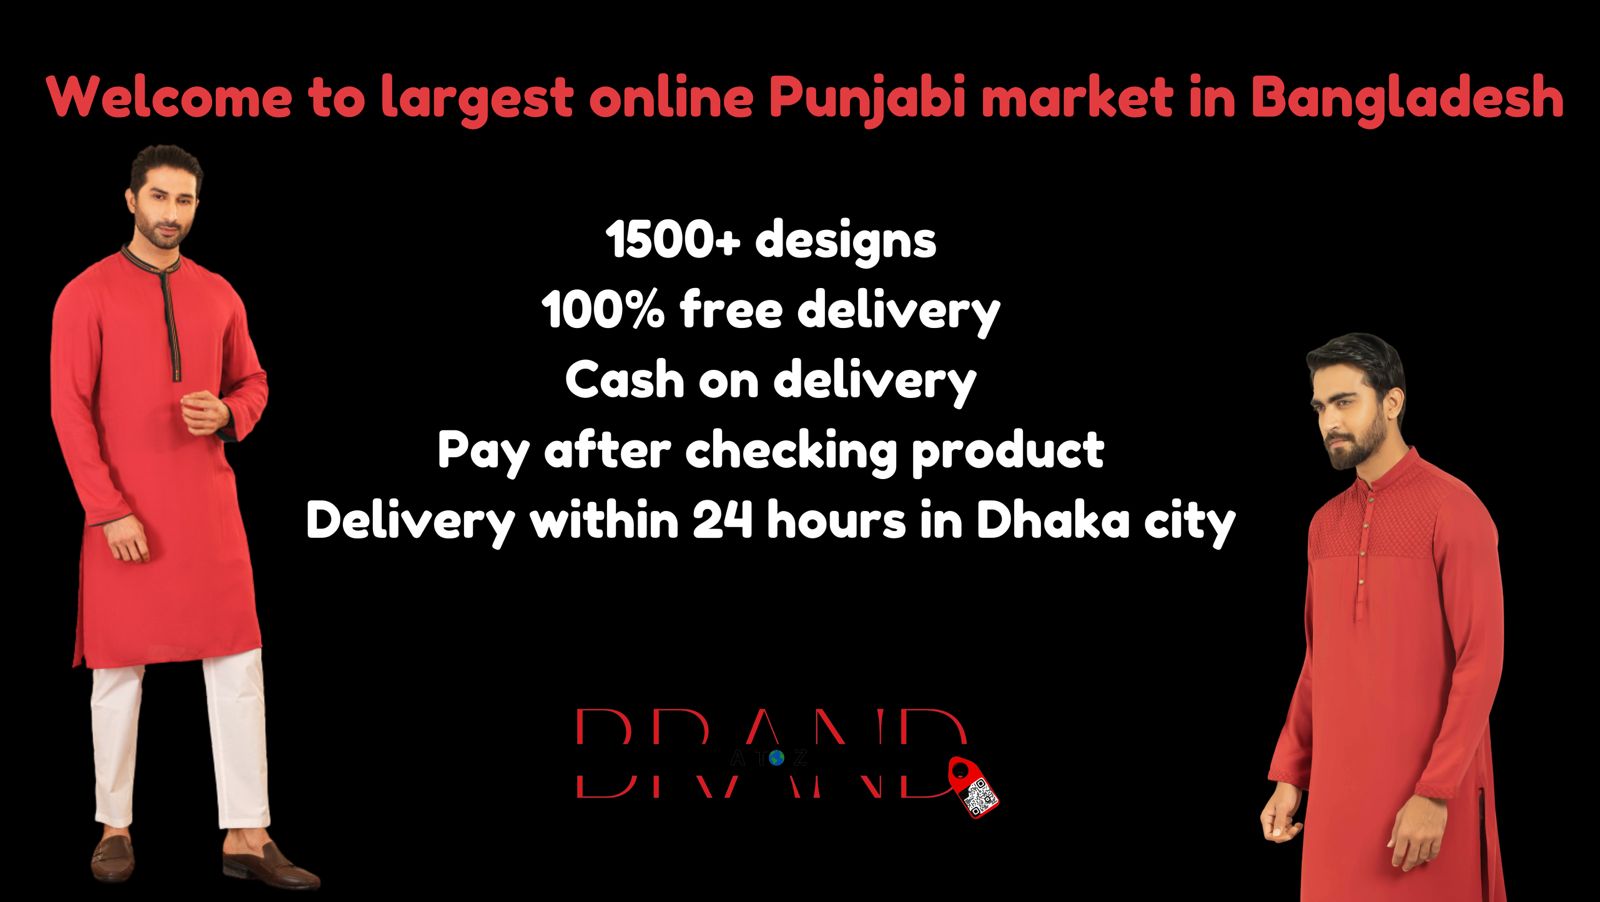 Welcome to largest online Punjabi market in Bangladesh
1500+ designs
100% free delivery
Cash on delivery
Pay after checking product
Delivery within 24 hours in Dhaka city
BRAND
A TO Z